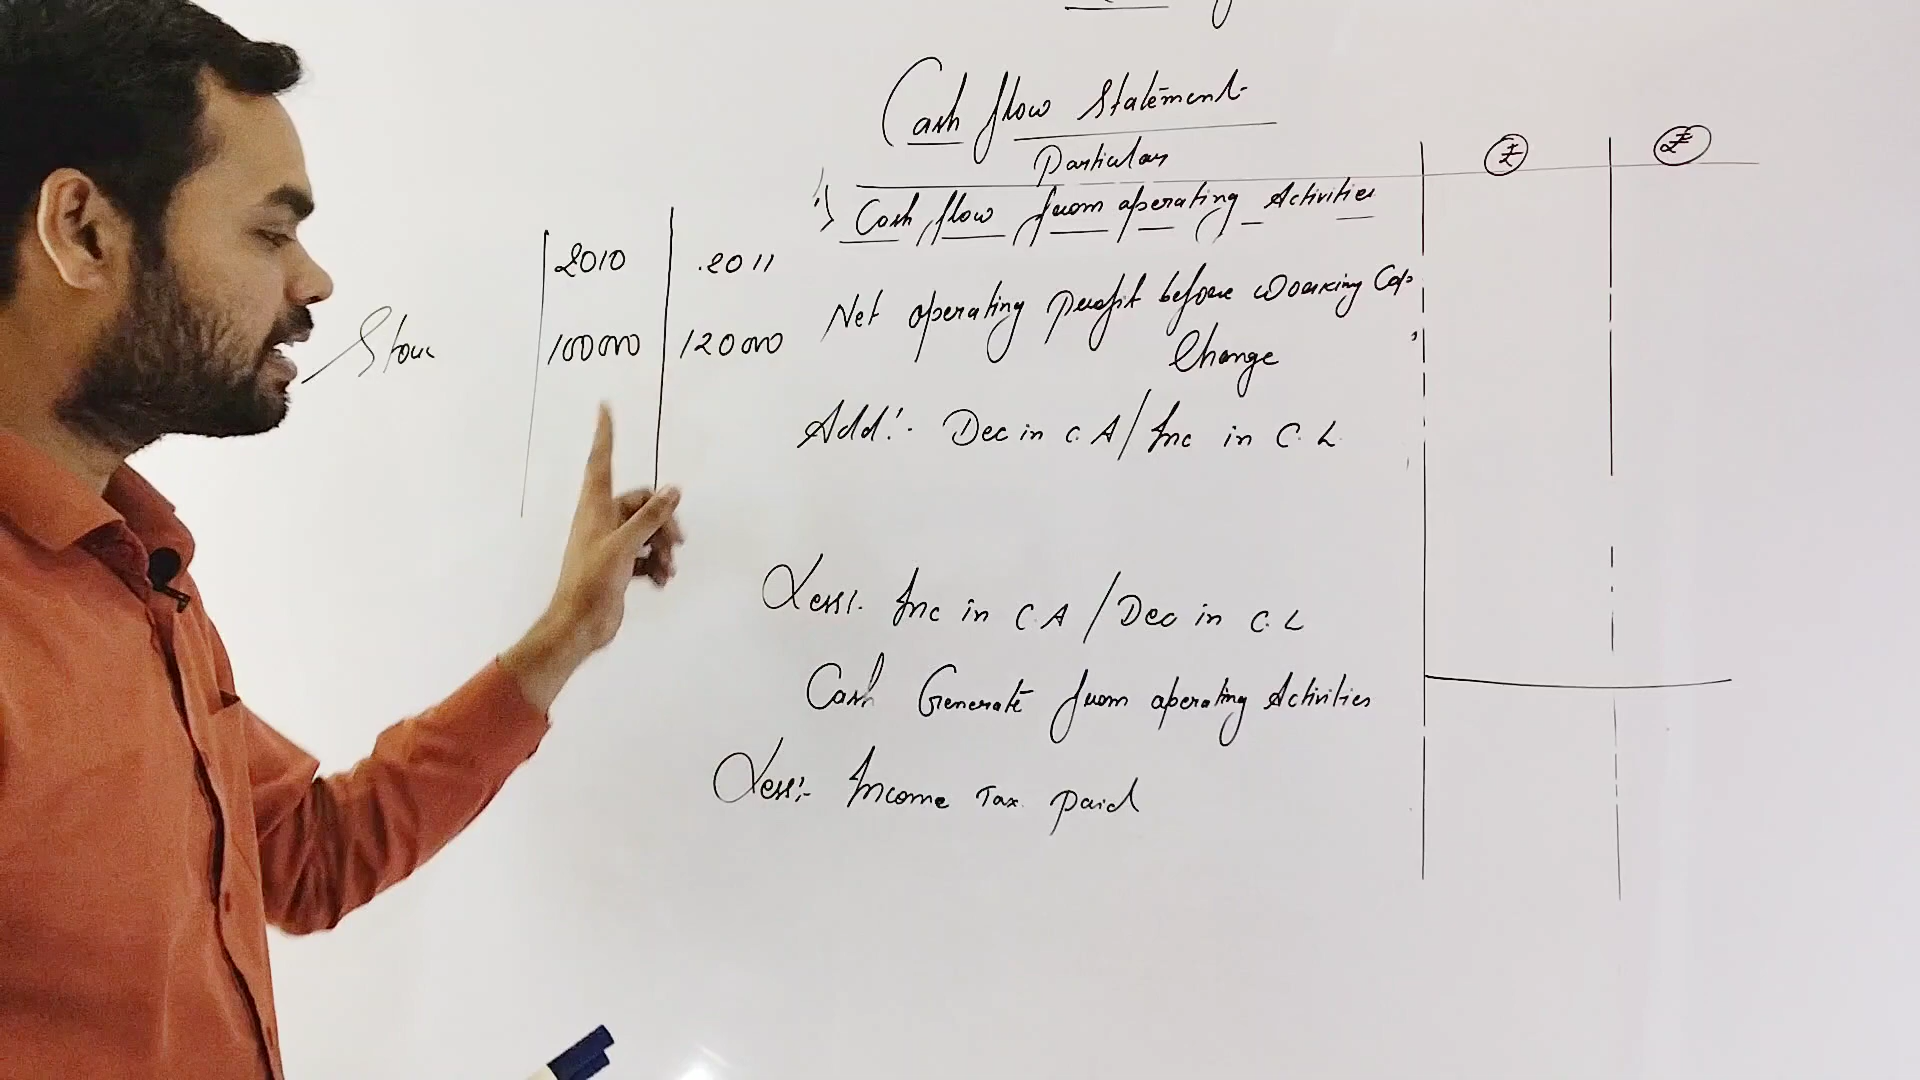 Cash flow Statement
Particulars
₹ ₹
1) Cash flow from operating Activities
2010 2011
Net operating profit before working Cap
Change
100000 120000
Add:- Dec in C.A/Inc in C.L
Less:- Inc in C.A/Dec in C.L
Cash Generate from operating Activities
Less:- Income Tax paid